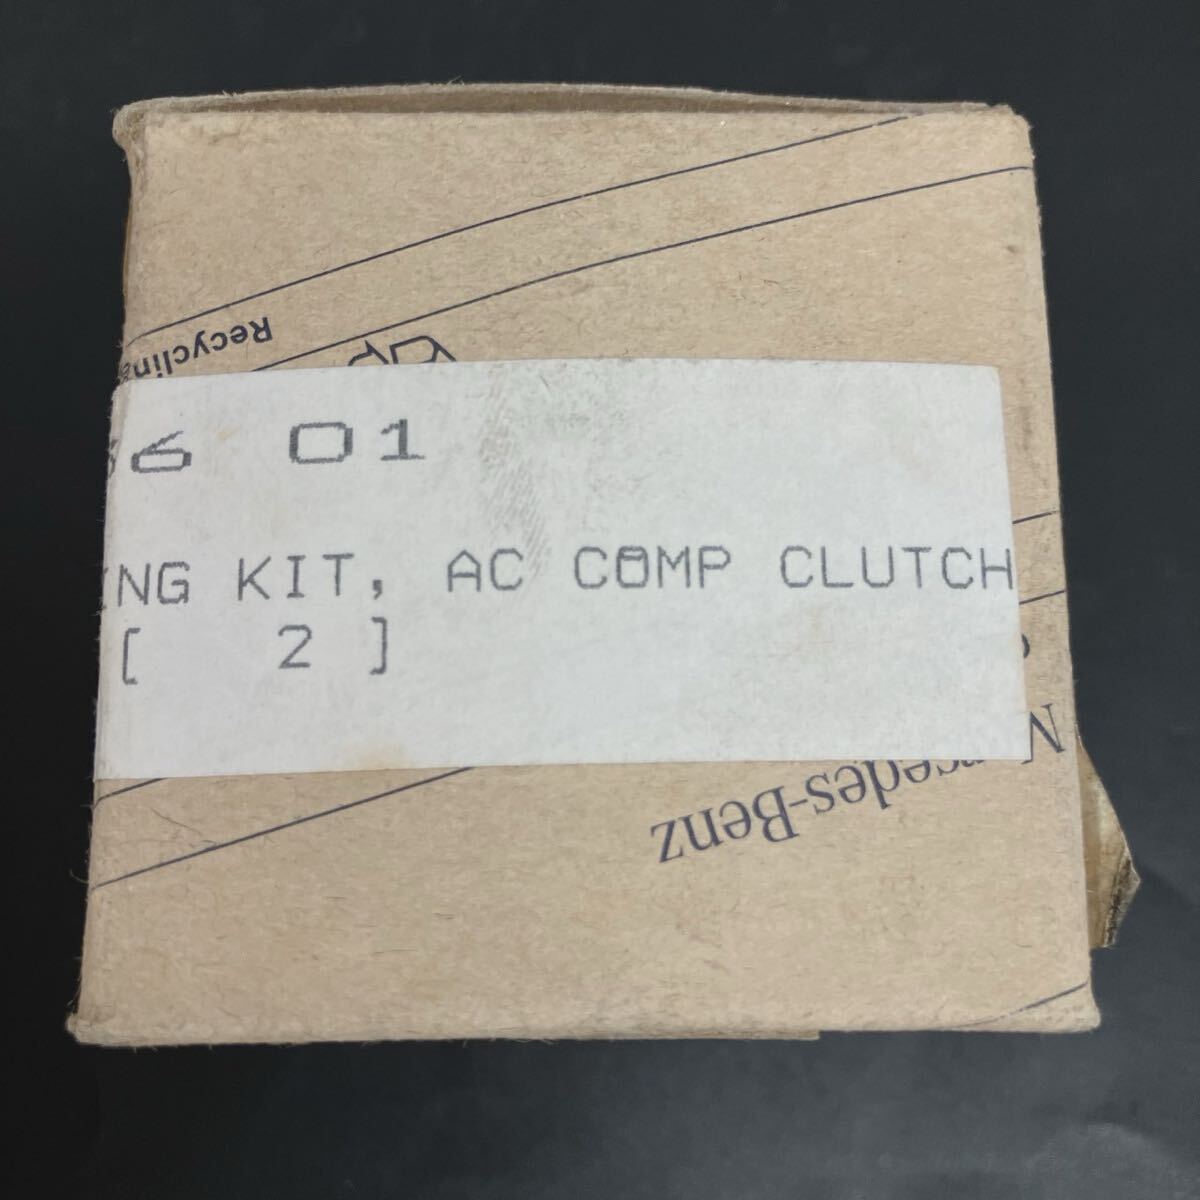 Recycling
6 01
NG KIT, AC COMP CLUTCH
[ 2 ]
Mercedes-Benz